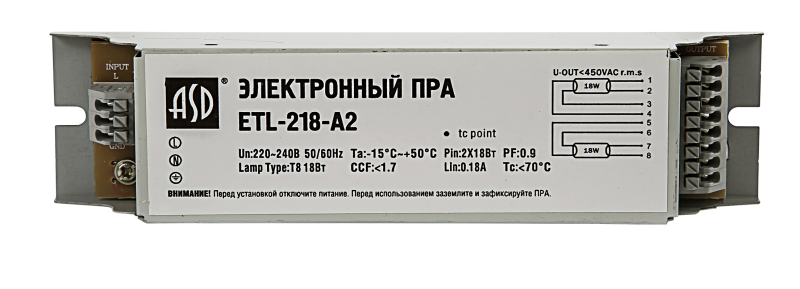 INPUT
L
GND
ASD®
ЭЛЕКТРОННЫЙ ПРА
ETL-218-A2
• tc point
L
N
Uп:220~240В 50/60Hz Ta:-15°C~+50°C Pin:2X18Вт PF:0.9
Lamp Type:T8 18Вт CCF:<1.7 LIn:0.18A Tc:<70°C
ВНИМАНИЕ! Перед установкой отключите питание. Перед использованием заземлите и зафиксируйте ПРА.
U-OUT<450VAC r.m.s
18W
18W
1
2
3
4
5
6
7
8
OUTPUT